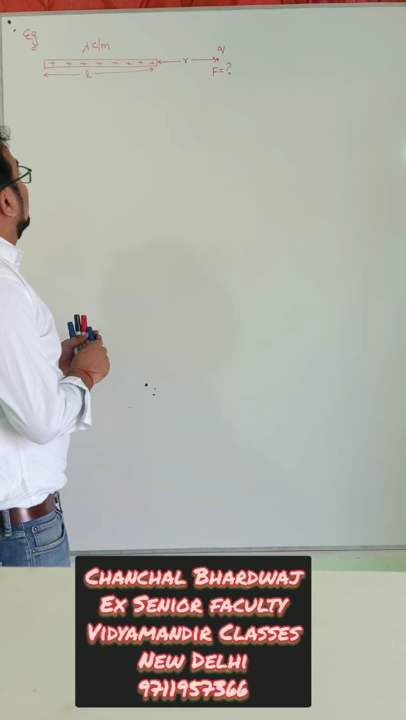 Eg
λ c/m
+ + + + + + + +
r
q
l
F=?
Chanchal Bhardwaj
Ex Senior faculty
Vidyamandir Classes
New Delhi
9711957366